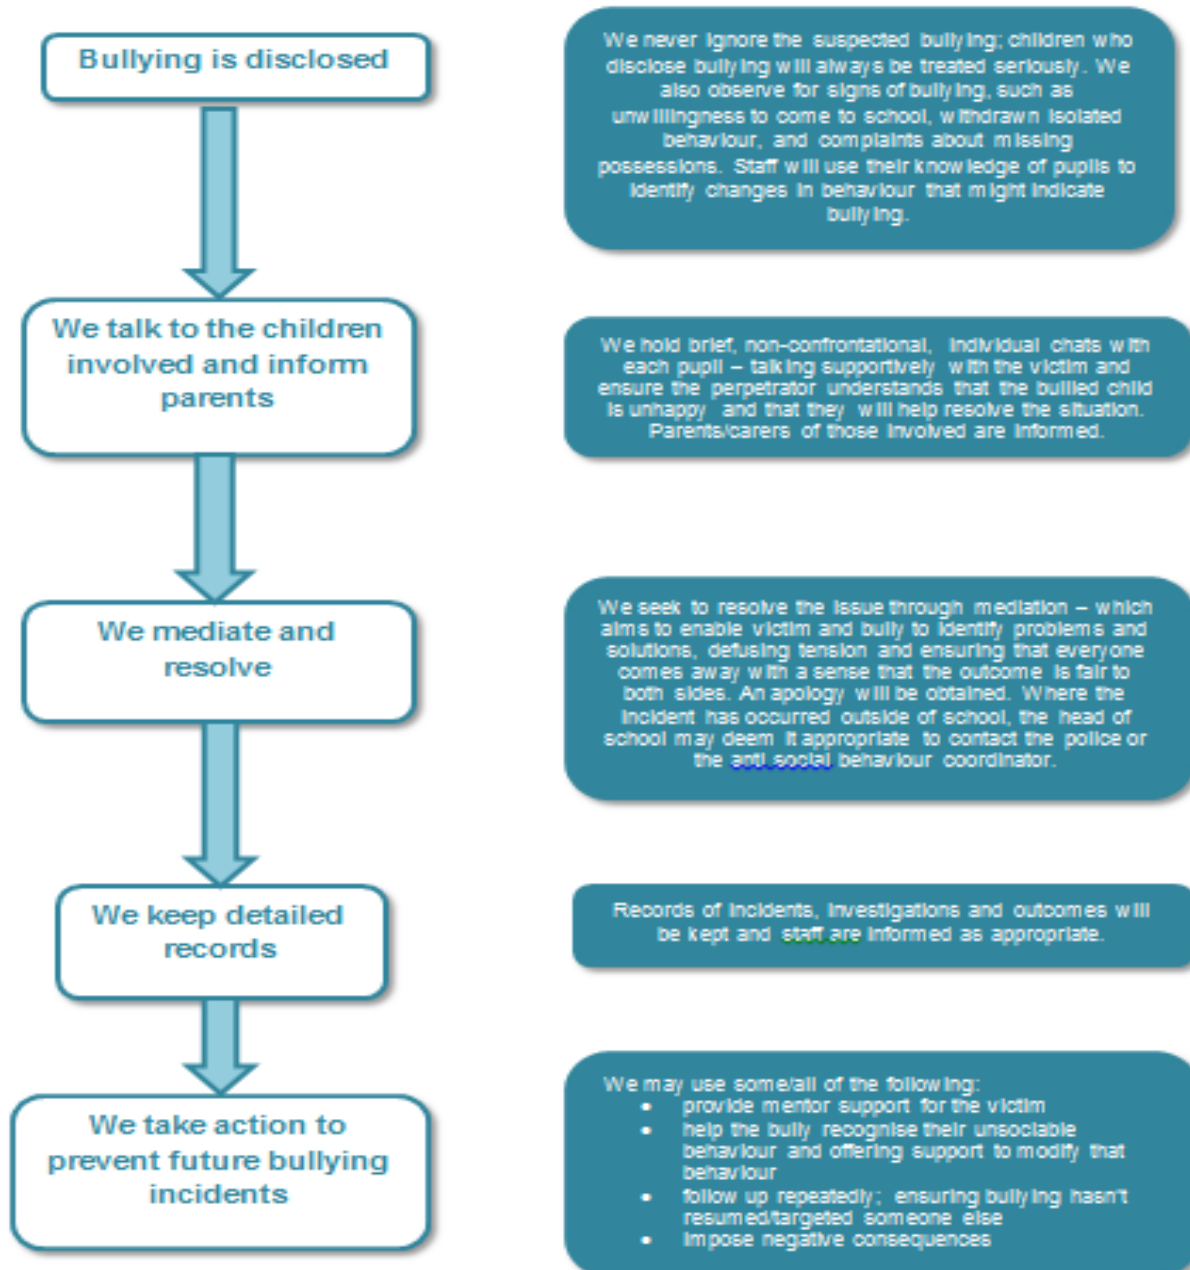 Bullying is disclosed
We never ignore the suspected bullying; children who
disclose bullying will always be treated seriously. We
also observe for signs of bullying, such as
unwillingness to come to school, withdrawn isolated
behaviour, and complaints about missing
possessions. Staff will use their knowledge of pupils to
identify changes in behaviour that might indicate
bullying.
We talk to the children
involved and inform
parents
We hold brief, non-confrontational, individual chats with
each pupil – talking supportively with the victim and
ensure the perpetrator understands that the bullied child
is unhappy and that they will help resolve the situation.
Parents/carers of those involved are informed.
We mediate and
resolve
We seek to resolve the issue through mediation – which
aims to enable victim and bully to identify problems and
solutions, defusing tension and ensuring that everyone
comes away with a sense that the outcome is fair to
both sides. An apology will be obtained. Where the
incident has occurred outside of school, the head of
school may deem it appropriate to contact the police or
the anti social behaviour coordinator.
We keep detailed
records
Records of incidents, investigations and outcomes will
be kept and staff are informed as appropriate.
We take action to
prevent future bullying
incidents
We may use some/all of the following:
• provide mentor support for the victim
• help the bully recognise their unsociable
behaviour and offering support to modify that
behaviour
• follow up repeatedly; ensuring bullying hasn't
resumed/targeted someone else
• impose negative consequences